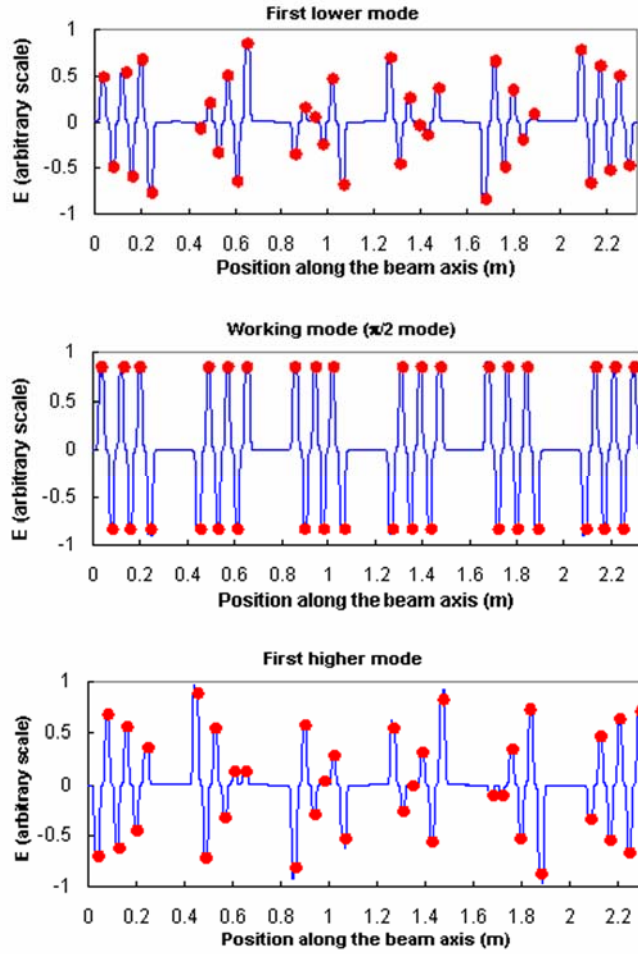 First lower mode
E (arbitrary scale)
1
0.5
0
-0.5
-1
0 0.2 0.4 0.6 0.8 1 1.2 1.4 1.6 1.8 2 2.2
Position along the beam axis (m)
Working mode (π/2 mode)
E (arbitrary scale)
1
0.5
0
-0.5
-1
0 0.2 0.4 0.6 0.8 1 1.2 1.4 1.6 1.8 2 2.2
Position along the beam axis (m)
First higher mode
E (arbitrary scale)
1
0.5
0
-0.5
-1
0 0.2 0.4 0.6 0.8 1 1.2 1.4 1.6 1.8 2 2.2
Position along the beam axis (m)